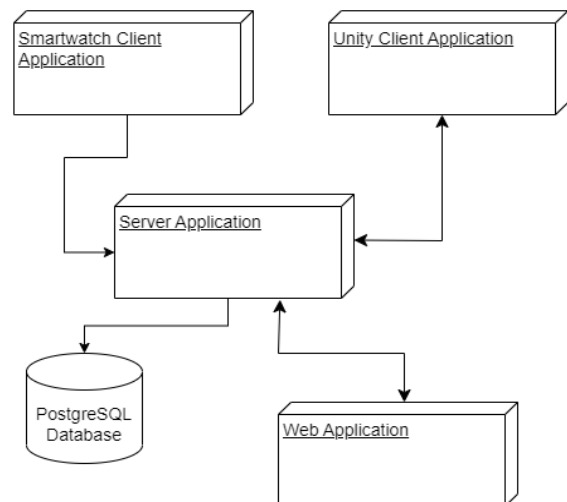 Smartwatch Client
Application
Unity Client Application
Server Application
PostgreSQL
Database
Web Application